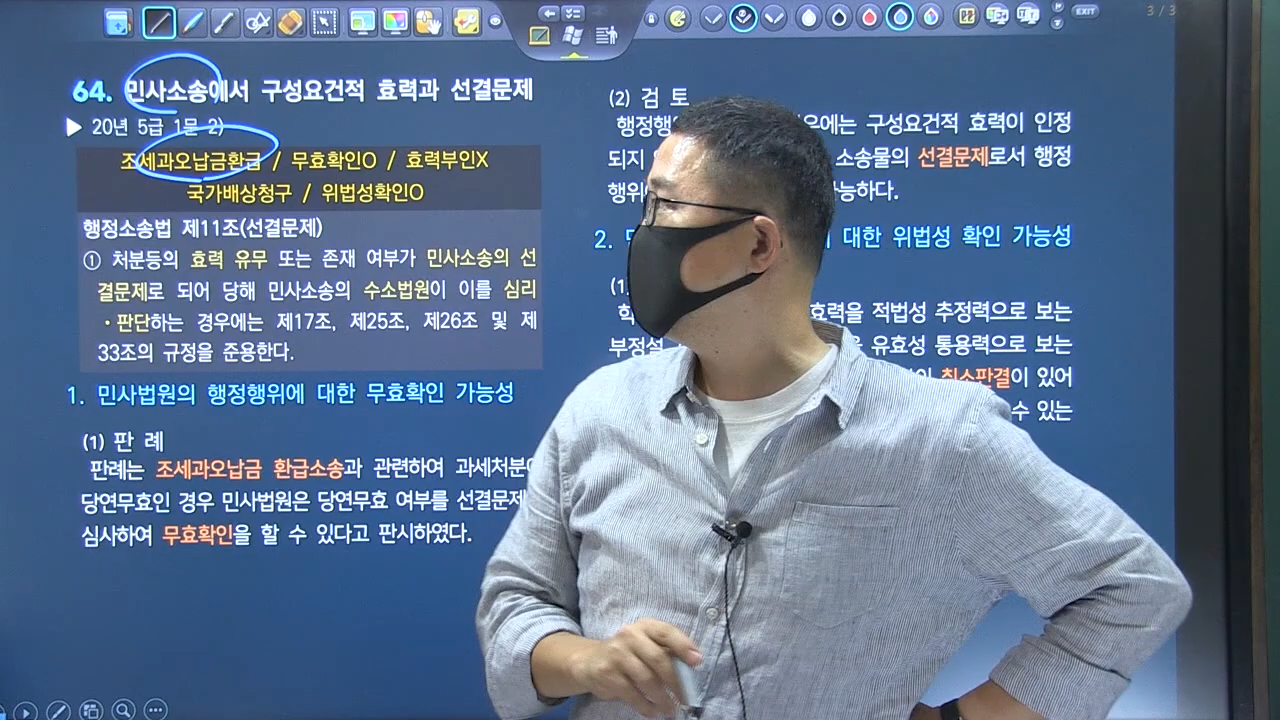 EXIT
3 / 3
64. 민사소송에서 구성요건적 효력과 선결문제
▶ 20년 5급 1문 2)
조세과오납금환급 / 무효확인O / 효력부인X
국가배상청구 / 위법성확인O
행정소송법 제11조(선결문제)
① 처분등의 효력 유무 또는 존재 여부가 민사소송의 선
결문제로 되어 당해 민사소송의 수소법원이 이를 심리
·판단하는 경우에는 제17조, 제25조, 제26조 및 제
33조의 규정을 준용한다.
1. 민사법원의 행정행위에 대한 무효확인 가능성
(1) 판 례
판례는 조세과오납금 환급소송과 관련하여 과세처분
당연무효인 경우 민사법원은 당연무효 여부를 선결문제
심사하여 무효확인을 할 수 있다고 판시하였다.
(2) 검 토
행정행 에는 구성요건적 효력이 인정
되지 소송물의 선결문제로서 행정
행위 가능하다.
2. 대한 위법성 확인 가능성
(1)
효력을 적법성 추정력으로 보는
부정설 유효성 통용력으로 보는
취소판결이 있어
수 있는